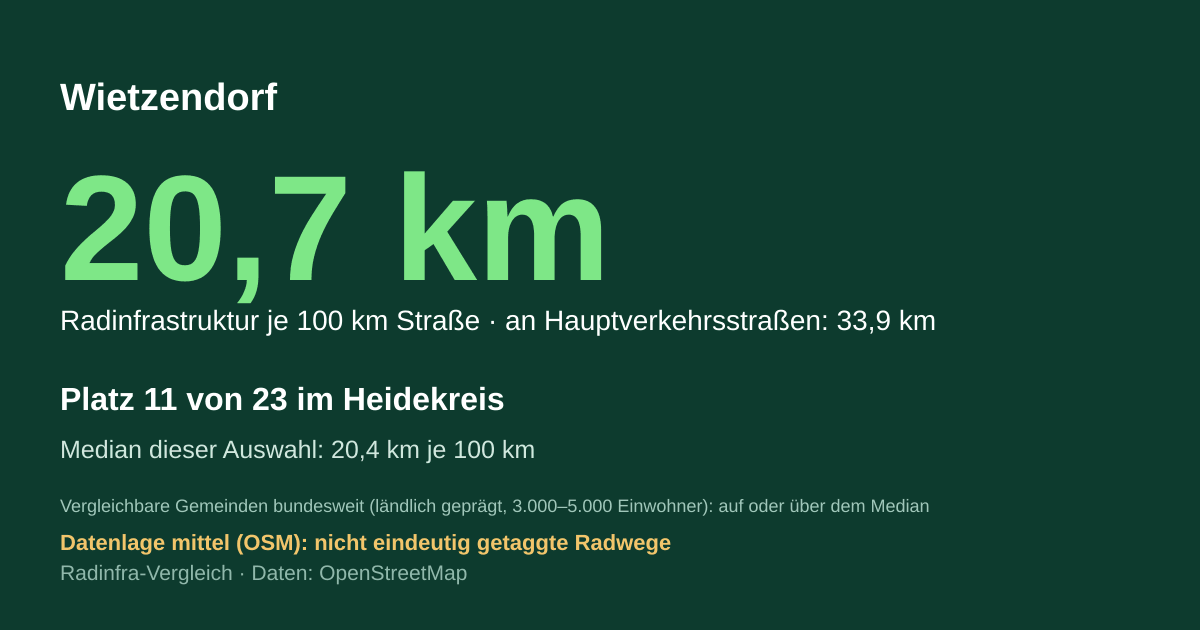 Wietzendorf
20,7 km
Radinfrastruktur je 100 km Straße · an Hauptverkehrsstraßen: 33,9 km
Platz 11 von 23 im Heidekreis
Median dieser Auswahl: 20,4 km je 100 km
Vergleichbare Gemeinden bundesweit (ländlich geprägt, 3.000–5.000 Einwohner): auf oder über dem Median
Datenlage mittel (OSM): nicht eindeutig getaggte Radwege
Radinfra-Vergleich · Daten: OpenStreetMap